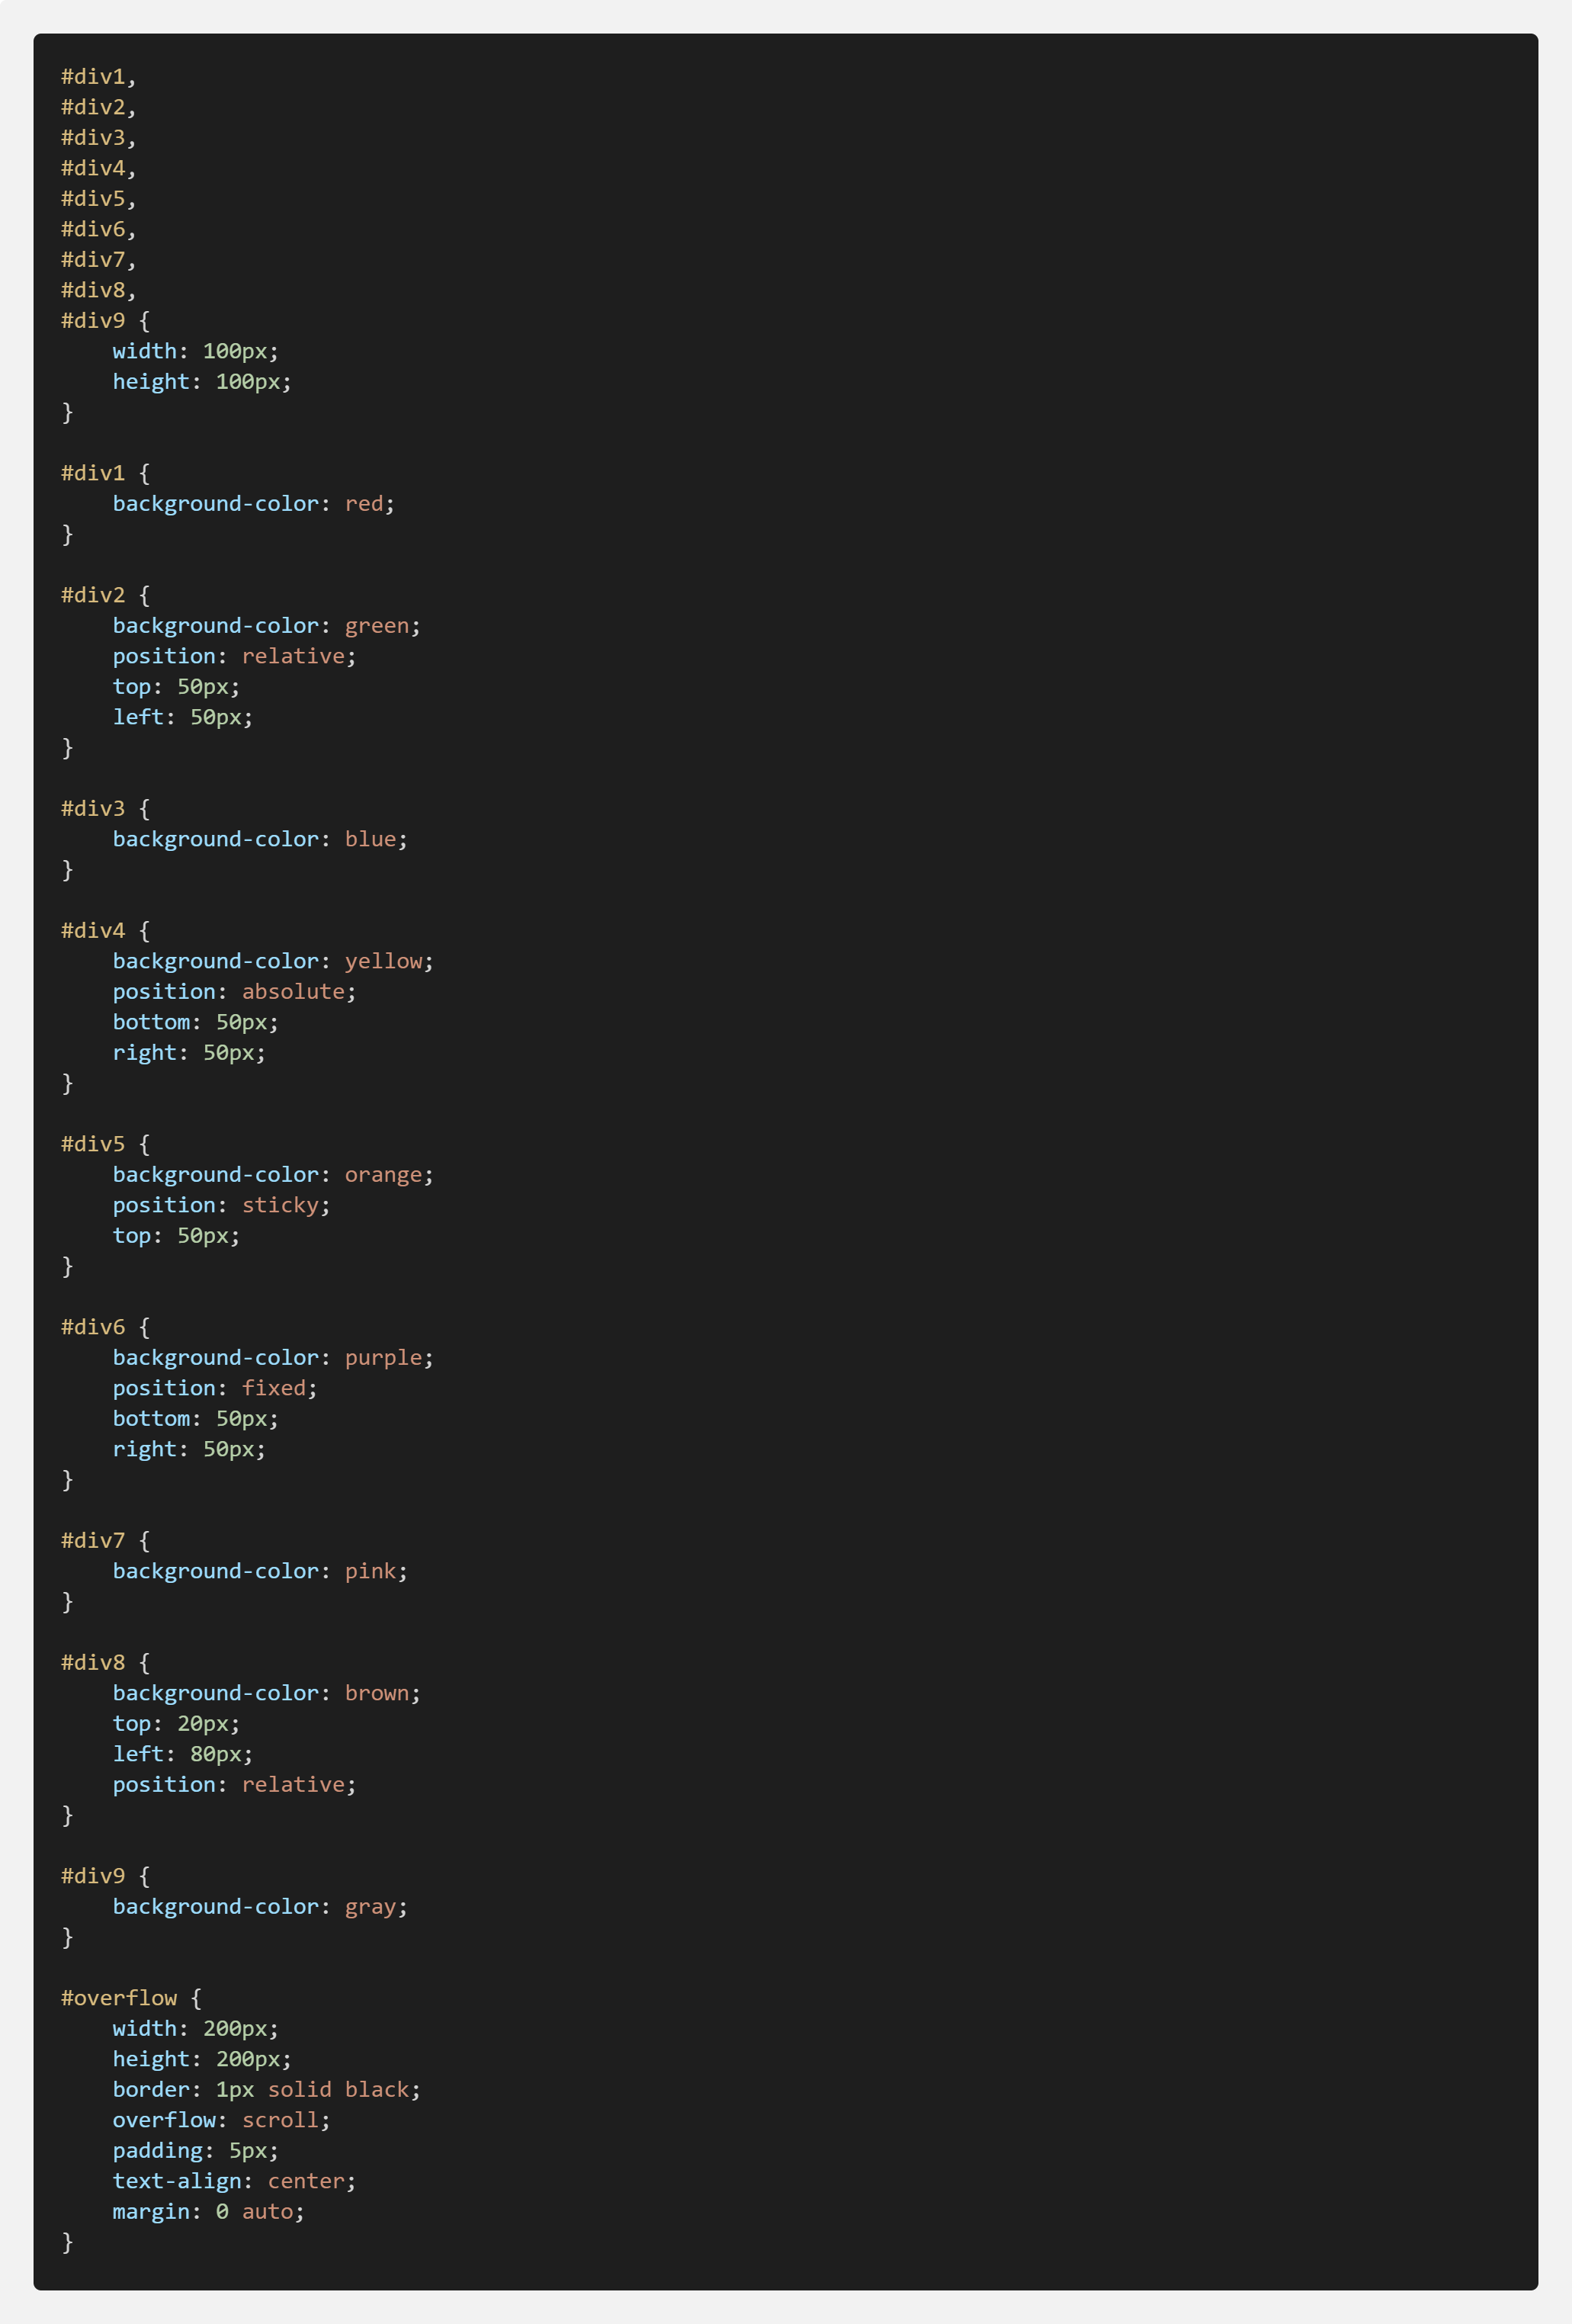 #div1,
#div2,
#div3,
#div4,
#div5,
#div6,
#div7,
#div8,
#div9 {
    width: 100px;
    height: 100px;
}

#div1 {
    background-color: red;
}

#div2 {
    background-color: green;
    position: relative;
    top: 50px;
    left: 50px;
}

#div3 {
    background-color: blue;
}

#div4 {
    background-color: yellow;
    position: absolute;
    bottom: 50px;
    right: 50px;
}

#div5 {
    background-color: orange;
    position: sticky;
    top: 50px;
}

#div6 {
    background-color: purple;
    position: fixed;
    bottom: 50px;
    right: 50px;
}

#div7 {
    background-color: pink;
}

#div8 {
    background-color: brown;
    top: 20px;
    left: 80px;
    position: relative;
}

#div9 {
    background-color: gray;
}

#overflow {
    width: 200px;
    height: 200px;
    border: 1px solid black;
    overflow: scroll;
    padding: 5px;
    text-align: center;
    margin: 0 auto;
}